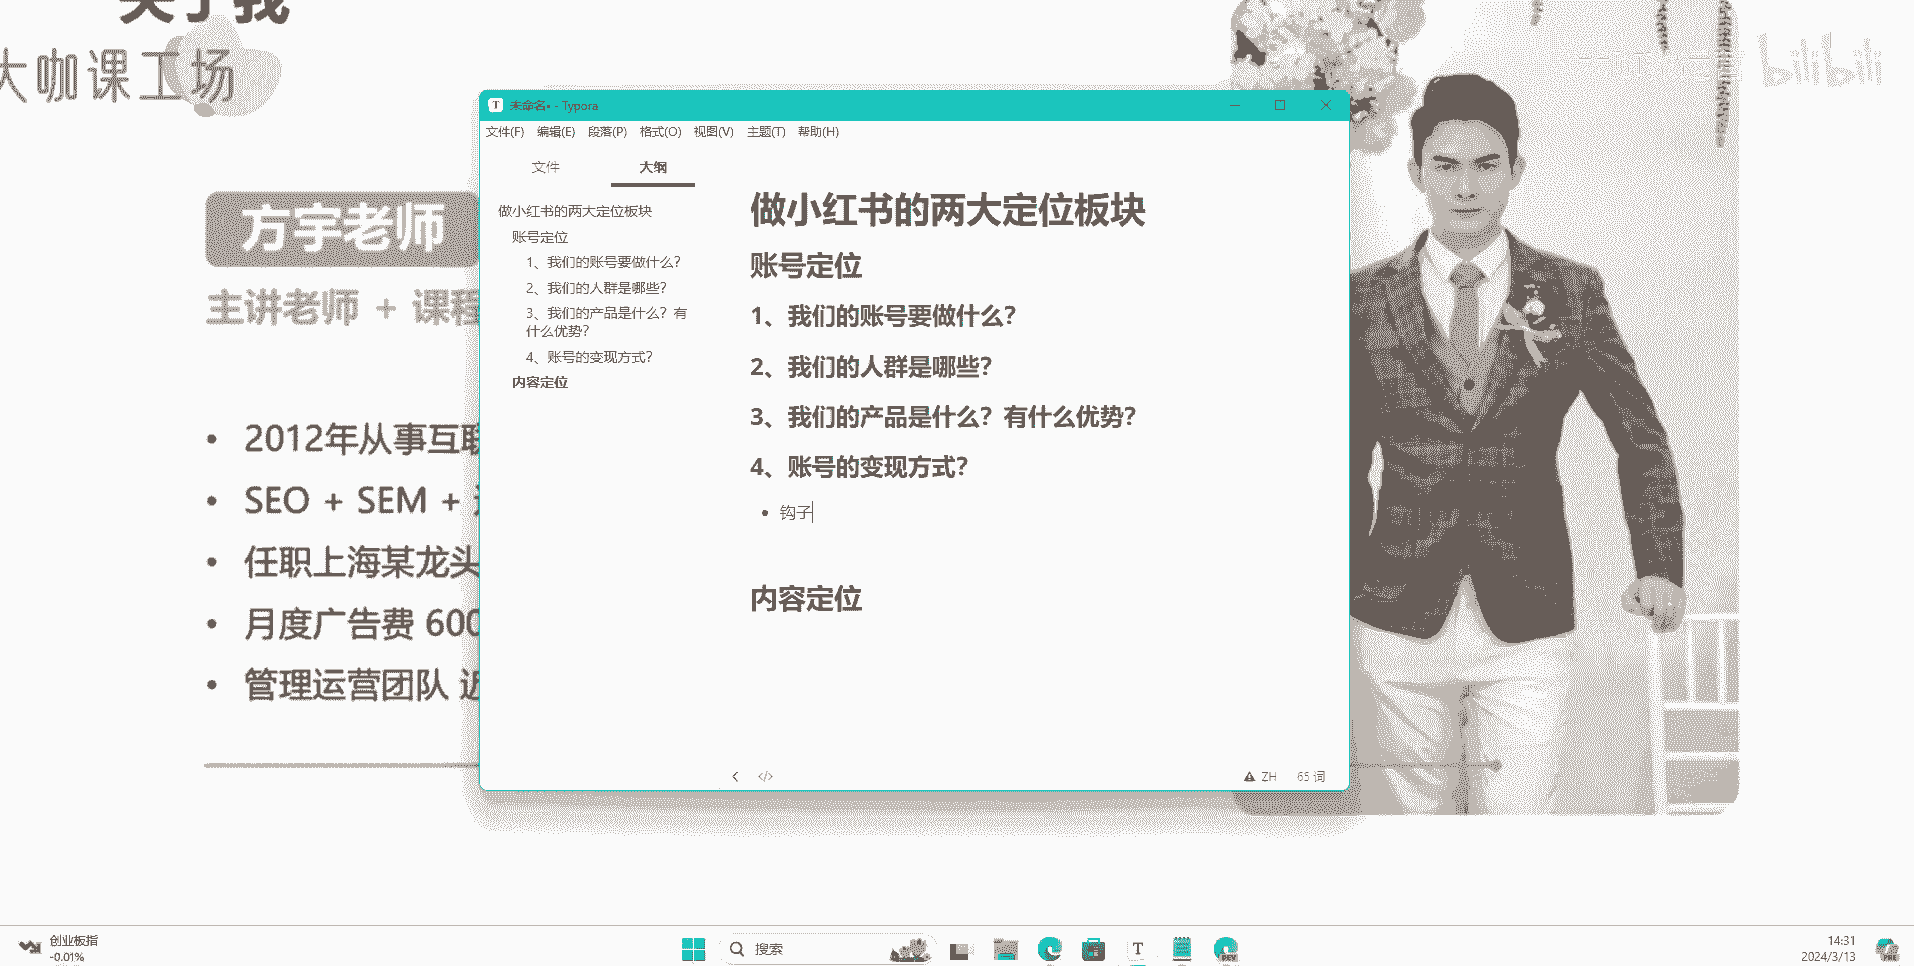 关于我
大咖课工场
bilibili
方宇老师
主讲老师 + 课程
2012年从事互联
SEO + SEM +
任职上海某龙头
月度广告费 600
管理运营团队 近
未命名• - Typora
文件(F) 编辑(E) 段落(P) 格式(O) 视图(V) 主题(T) 帮助(H)
文件 大纲
做小红书的两大定位板块
账号定位
1、我们的账号要做什么？
2、我们的人群是哪些？
3、我们的产品是什么？有
什么优势？
4、账号的变现方式？
内容定位
做小红书的两大定位板块
账号定位
1、我们的账号要做什么？
2、我们的人群是哪些？
3、我们的产品是什么？有什么优势？
4、账号的变现方式？
• 钩子
内容定位
ZH 65 词
创业板指
-0.01%
搜索
T
DEV
14:31
2024/3/13
PRE